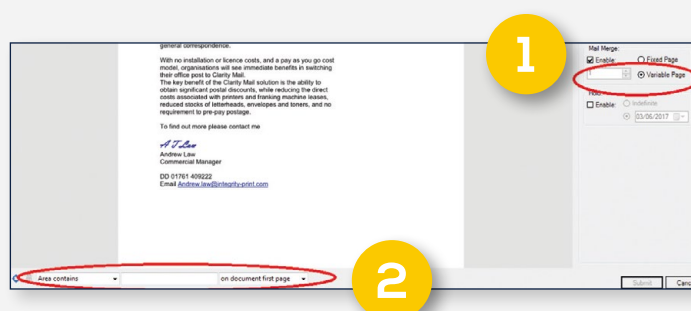 general correspondence.
With no installation or licence costs, and a pay as you go cost
model, organisations will see immediate benefits in switching
their office post to Clarity Mail.
The key benefit of the Clarity Mail solution is the ability to
obtain significant postal discounts, while reducing the direct
costs associated with printers and franking machine leases,
reduced stocks of letterheads, envelopes and toners, and no
requirement to pre-pay postage.
To find out more please contact me
A J Law
Andrew Law
Commercial Manager
DD 01761 409222
Email Andrew.law@integrity-print.com
1
Mail Merge:
Enable: Fixed Page
1 Variable Page
Hold
Enable: Indefinite
03/06/2017
Area contains on document first page
2
Submit Canc